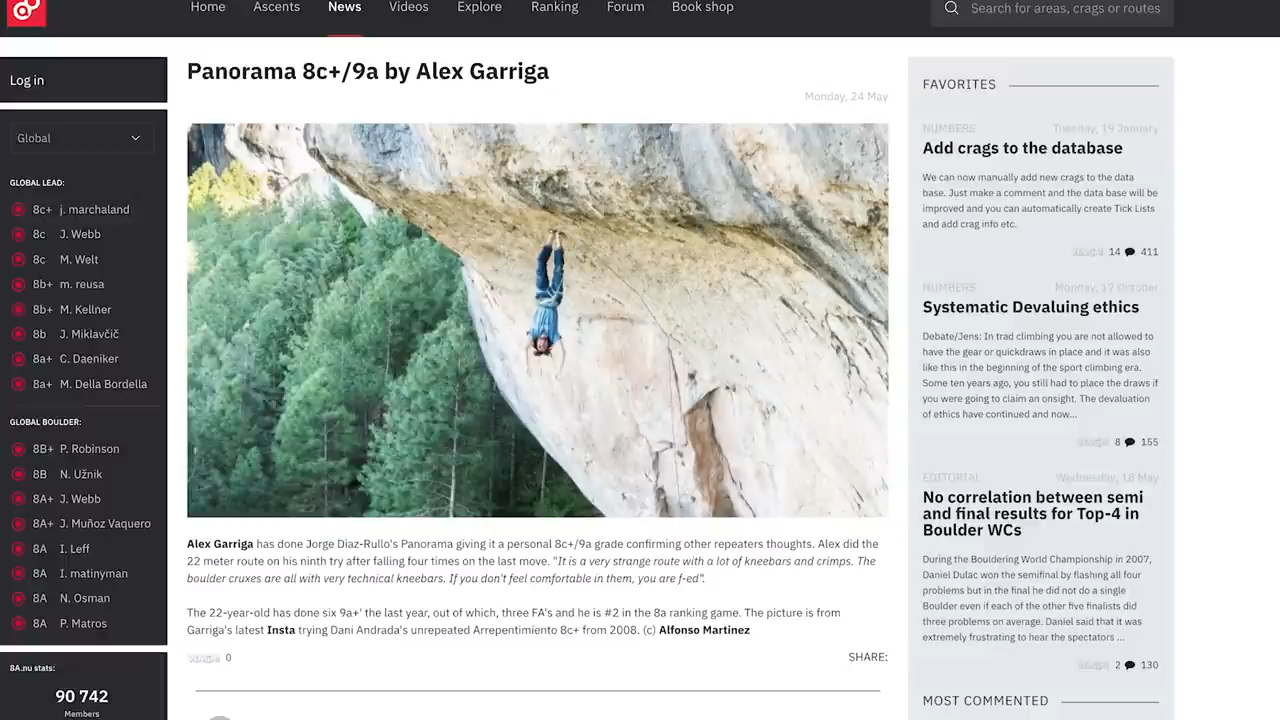 Home Ascents News Videos Explore Ranking Forum Book shop
Search for areas, crags or routes
Log in
Global
GLOBAL LEAD:
8c+ j. marchaland
8c J. Webb
8c M. Welt
8b+ m. reusa
8b+ M. Kellner
8b J. Miklavčič
8a+ C. Daeniker
8a+ M. Della Bordella
GLOBAL BOULDER:
8B+ P. Robinson
8B N. Užnik
8A+ J. Webb
8A+ J. Muñoz Vaquero
8A I. Leff
8A I. matinyman
8A N. Osman
8A P. Matros
8A.nu stats:
90 742
Members
Panorama 8c+/9a by Alex Garriga
Monday, 24 May
Alex Garriga has done Jorge Diaz-Rullo's Panorama giving it a personal 8c+/9a grade confirming other repeaters thoughts. Alex did the
22 meter route on his ninth try after falling four times on the last move. "It is a very strange route with a lot of kneebars and crimps. The
boulder cruxes are all with very technical kneebars. If you don't feel comfortable in them, you are f-ed".
The 22-year-old has done six 9a+' the last year, out of which, three FA's and he is #2 in the 8a ranking game. The picture is from
Garriga's latest Insta trying Dani Andrada's unrepeated Arrepentimiento 8c+ from 2008. (c) Alfonso Martinez
0
SHARE:
FAVORITES
NUMBERS Tuesday, 19 January
Add crags to the database
We can now manually add new crags to the data
base. Just make a comment and the data base will be
improved and you can automatically create Tick Lists
and add crag info etc.
14 411
NUMBERS Monday, 17 October
Systematic Devaluing ethics
Debate/Jens: In trad climbing you are not allowed to
have the gear or quickdraws in place and it was also
like this in the beginning of the sport climbing era.
Some ten years ago, you still had to place the draws if
you were going to claim an onsight. The devaluation
of ethics have continued and now...
8 155
EDITORIAL Wednesday, 18 May
No correlation between semi
and final results for Top-4 in
Boulder WCs
During the Bouldering World Championship in 2007,
Daniel Dulac won the semifinal by flashing all four
problems but in the final he did not do a single
Boulder even if each of the other five finalists did
three problems on average. Daniel said that it was
extremely frustrating to hear the spectators ...
2 130
MOST COMMENTED